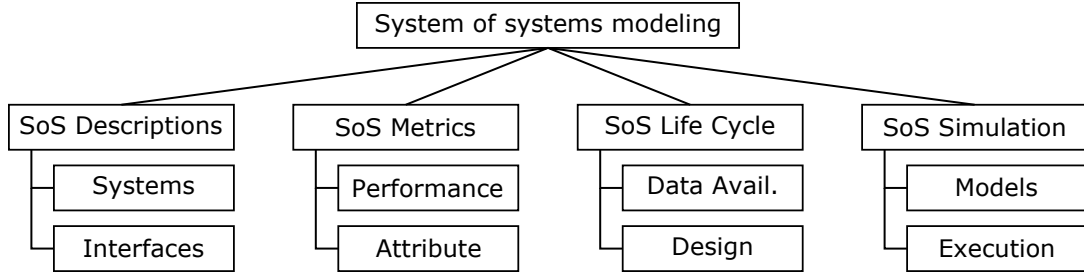 System of systems modeling
SoS Descriptions
Systems
Interfaces
SoS Metrics
Performance
Attribute
SoS Life Cycle
Data Avail.
Design
SoS Simulation
Models
Execution